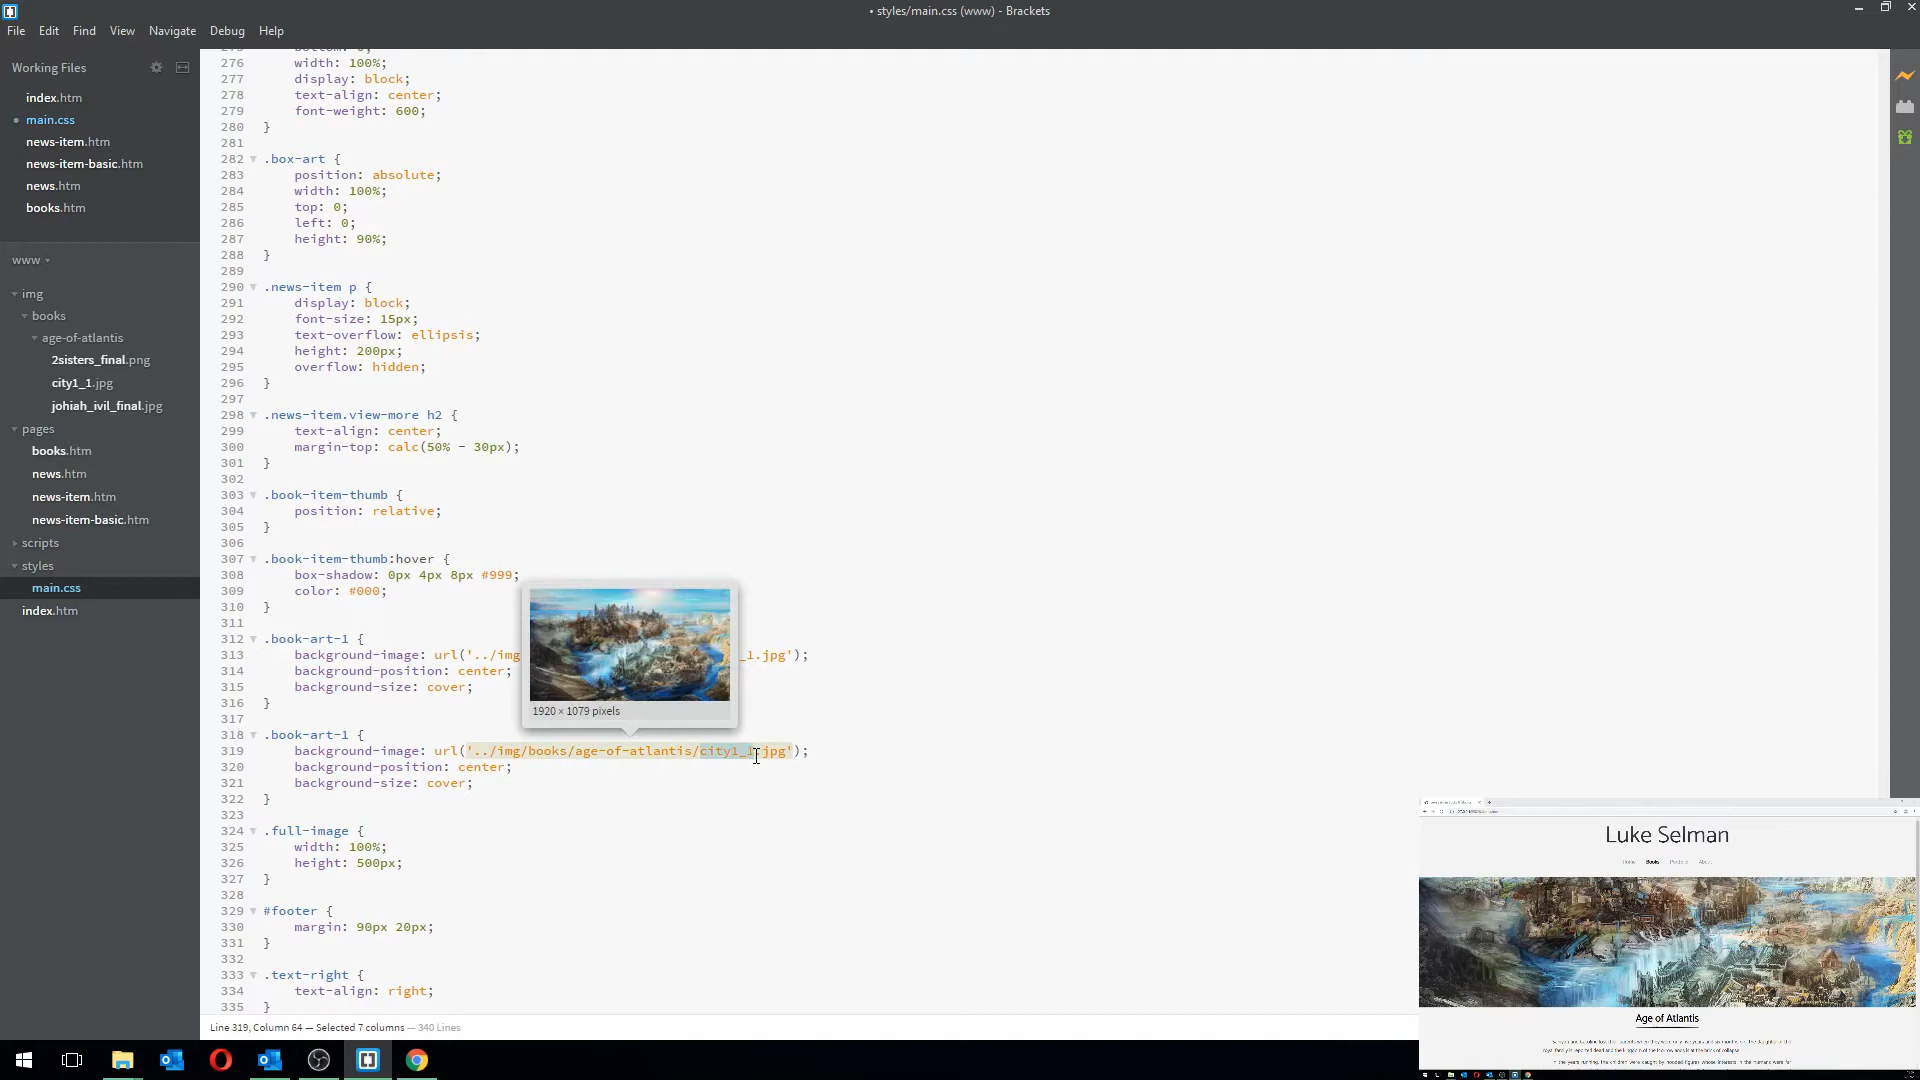 • styles/main.css (www) - Brackets
File Edit Find View Navigate Debug Help
Working Files
index.htm
main.css
news-item.htm
news-item-basic.htm
news.htm
books.htm
www
img
books
age-of-atlantis
2sisters_final.png
city1_1.jpg
johiah_ivil_final.jpg
pages
books.htm
news.htm
news-item.htm
news-item-basic.htm
scripts
styles
main.css
index.htm
276 width: 100%;
277 display: block;
278 text-align: center;
279 font-weight: 600;
280 }
281
282 .box-art {
283 position: absolute;
284 width: 100%;
285 top: 0;
286 left: 0;
287 height: 90%;
288 }
289
290 .news-item p {
291 display: block;
292 font-size: 15px;
293 text-overflow: ellipsis;
294 height: 200px;
295 overflow: hidden;
296 }
297
298 .news-item.view-more h2 {
299 text-align: center;
300 margin-top: calc(50% - 30px);
301 }
302
303 .book-item-thumb {
304 position: relative;
305 }
306
307 .book-item-thumb:hover {
308 box-shadow: 0px 4px 8px #999;
309 color: #000;
310 }
311
312 .book-art-1 {
313 background-image: url('../img _1.jpg');
314 background-position: center;
315 background-size: cover;
316 }
317
1920 × 1079 pixels
318 .book-art-1 {
319 background-image: url('../img/books/age-of-atlantis/city1_1.jpg');
320 background-position: center;
321 background-size: cover;
322 }
323
324 .full-image {
325 width: 100%;
326 height: 500px;
327 }
328
329 #footer {
330 margin: 90px 20px;
331 }
332
333 .text-right {
334 text-align: right;
335 }
Line 319, Column 64 — Selected 7 columns — 340 Lines
Luke Selman
Home Books Portfolio About
Age of Atlantis